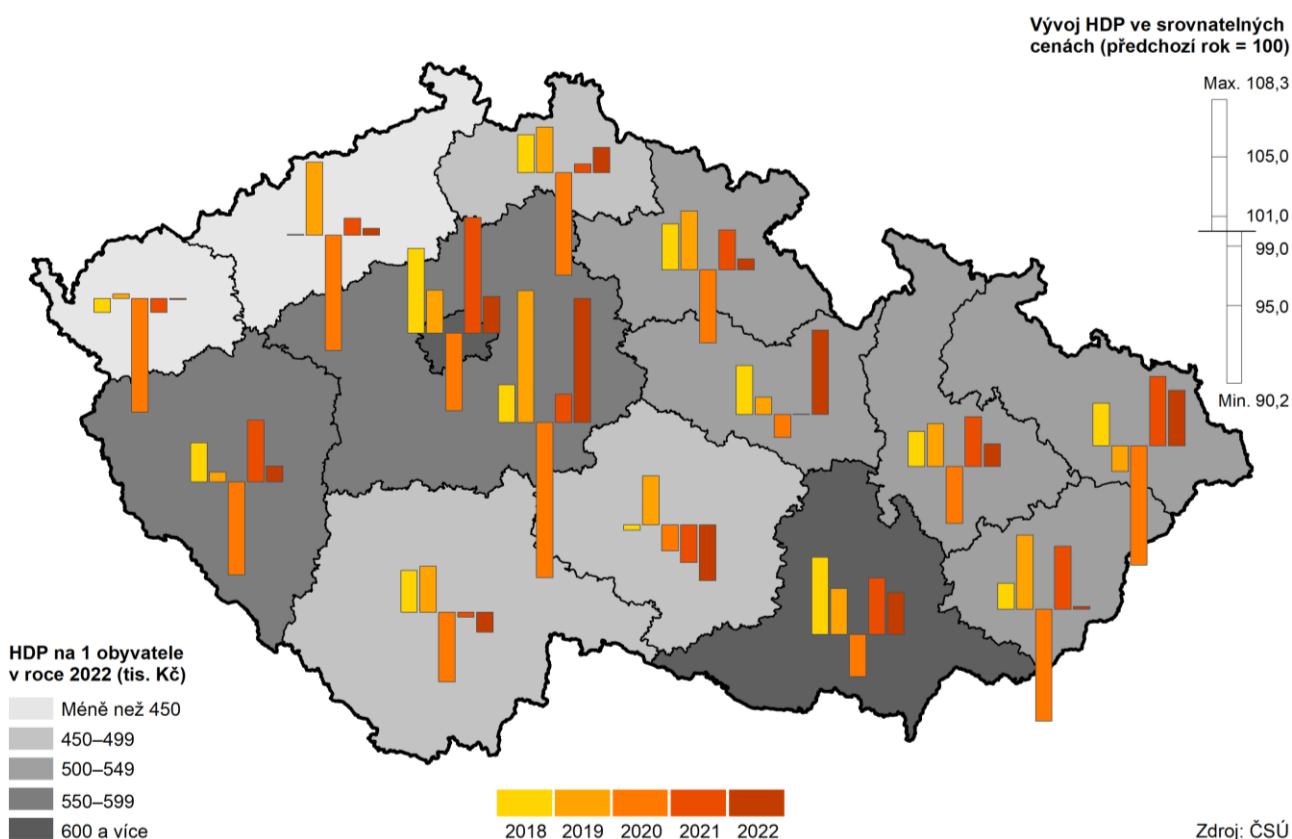 Vývoj HDP ve srovnatelných
cenách (předchozí rok = 100)
Max. 108,3
105,0
101,0
99,0
95,0
Min. 90,2
HDP na 1 obyvatele
v roce 2022 (tis. Kč)
Méně než 450
450–499
500–549
550–599
600 a více
2018 2019 2020 2021 2022
Zdroj: ČSÚ